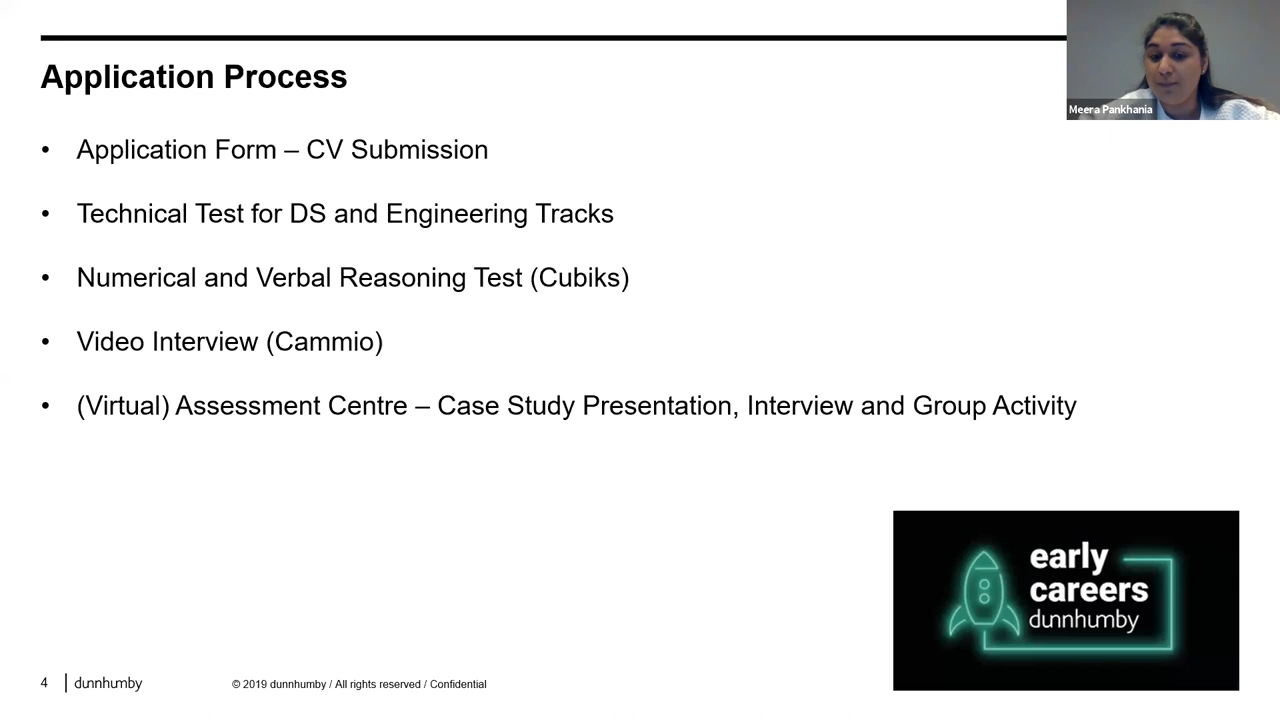 Application Process
Meera Pankhania
• Application Form – CV Submission
• Technical Test for DS and Engineering Tracks
• Numerical and Verbal Reasoning Test (Cubiks)
• Video Interview (Cammio)
• (Virtual) Assessment Centre – Case Study Presentation, Interview and Group Activity
early
careers
dunnhumby
4 | dunnhumby © 2019 dunnhumby / All rights reserved / Confidential